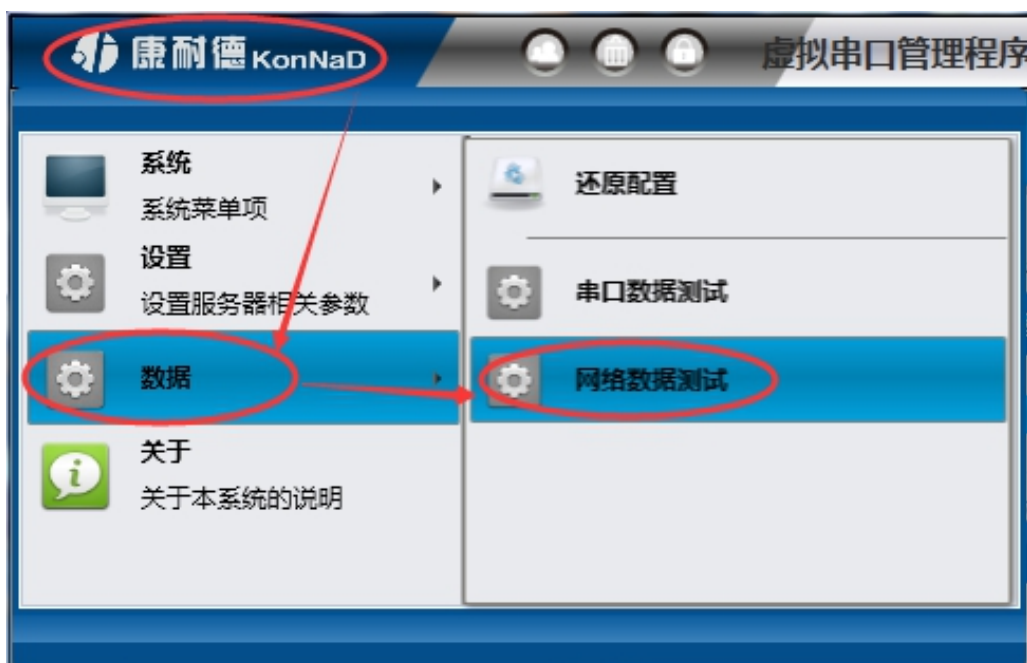 康耐德 KonNaD
虚拟串口管理程序
系统
系统菜单项
设置
设置服务器相关参数
数据
关于
关于本系统的说明
还原配置
串口数据测试
网络数据测试